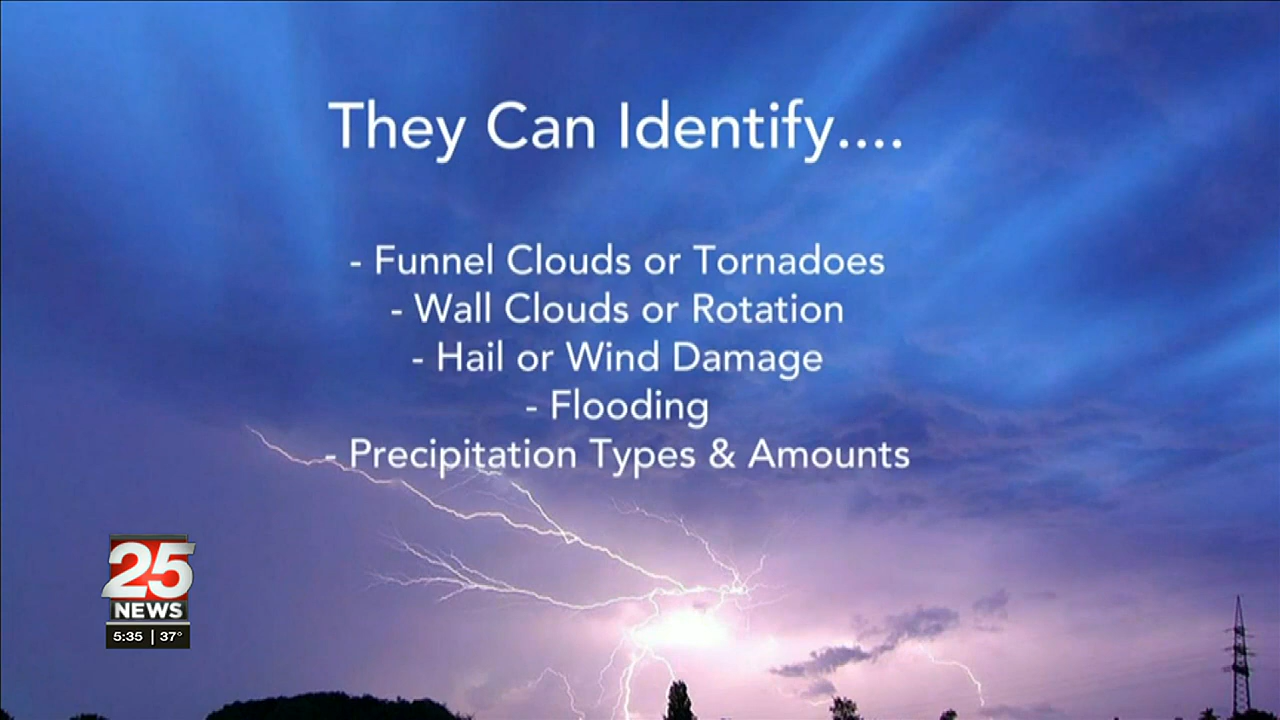 They Can Identify....
- Funnel Clouds or Tornadoes
- Wall Clouds or Rotation
- Hail or Wind Damage
- Flooding
- Precipitation Types & Amounts
25
NEWS
5:35 | 37°